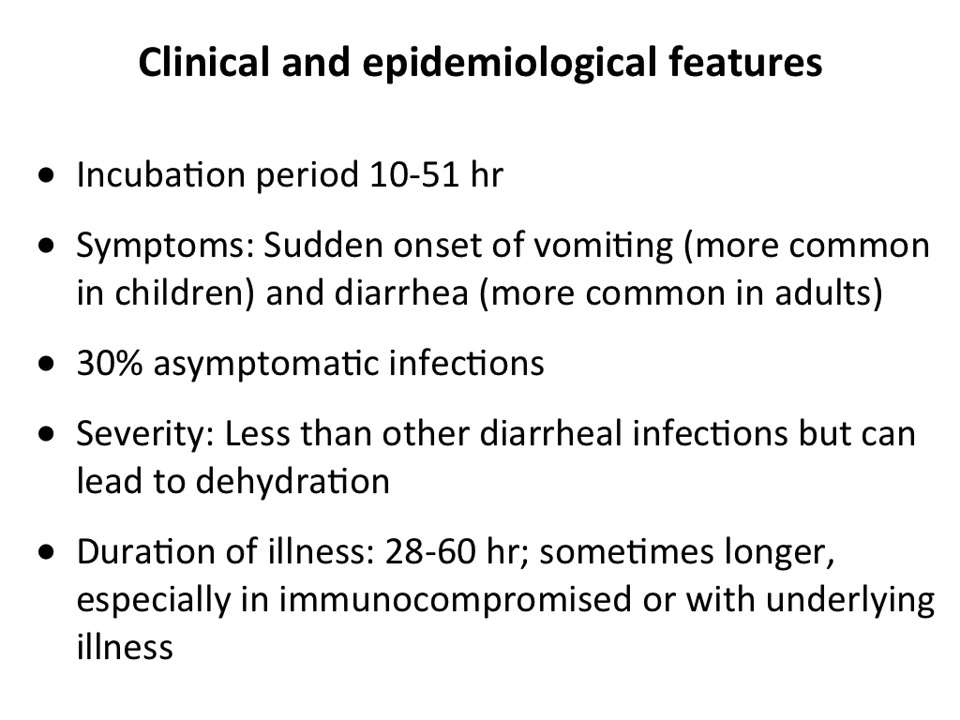 Clinical and epidemiological features
• Incubation period 10-51 hr
• Symptoms: Sudden onset of vomiting (more common
in children) and diarrhea (more common in adults)
• 30% asymptomatic infections
• Severity: Less than other diarrheal infections but can
lead to dehydration
• Duration of illness: 28-60 hr; sometimes longer,
especially in immunocompromised or with underlying
illness